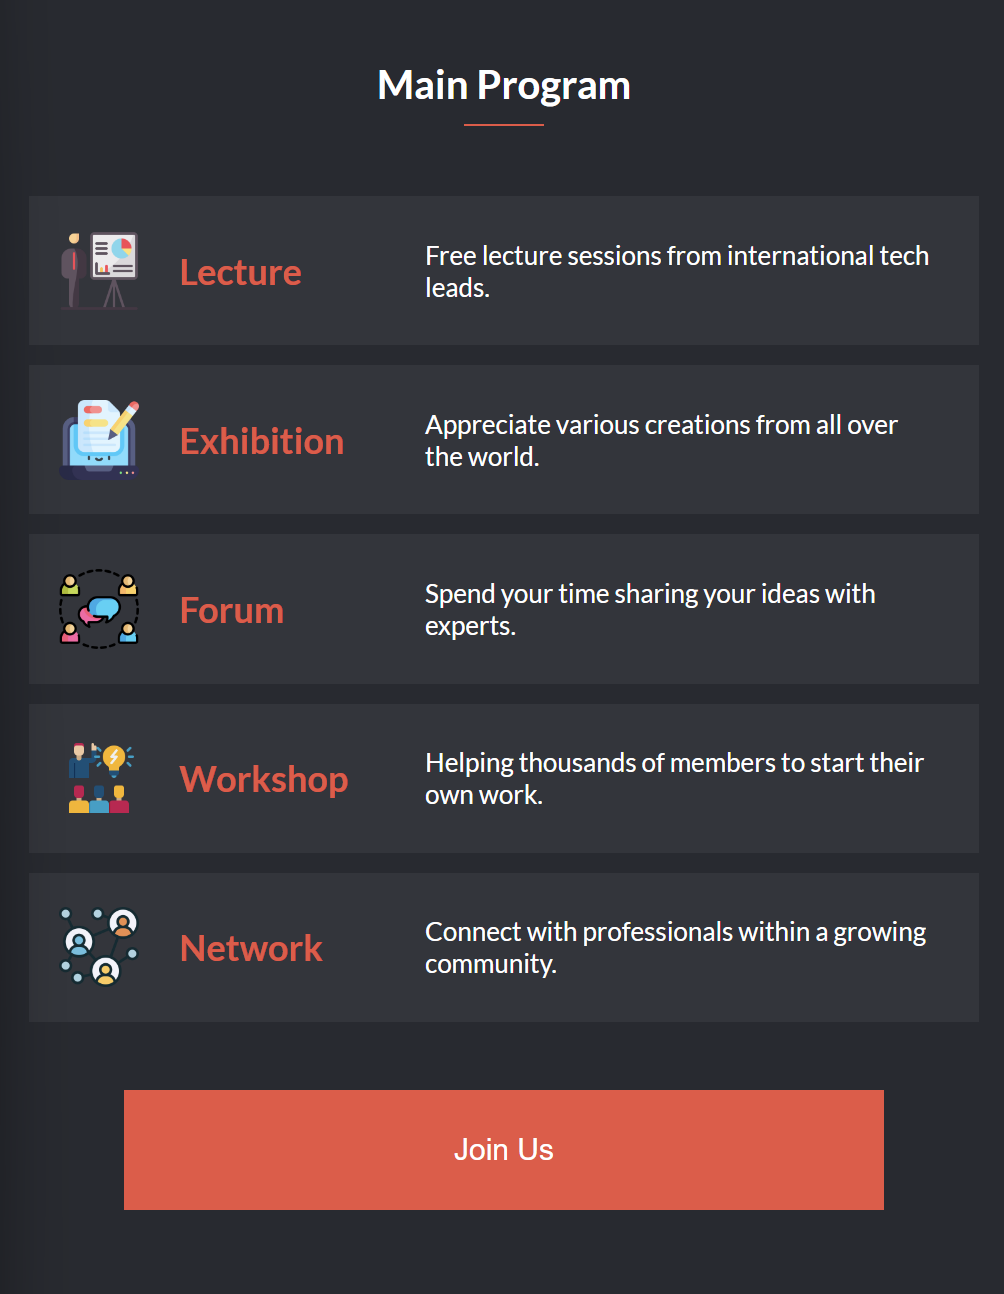 Main Program
Lecture
Free lecture sessions from international tech
leads.
Exhibition
Appreciate various creations from all over
the world.
Forum
Spend your time sharing your ideas with
experts.
Workshop
Helping thousands of members to start their
own work.
Network
Connect with professionals within a growing
community.
Join Us